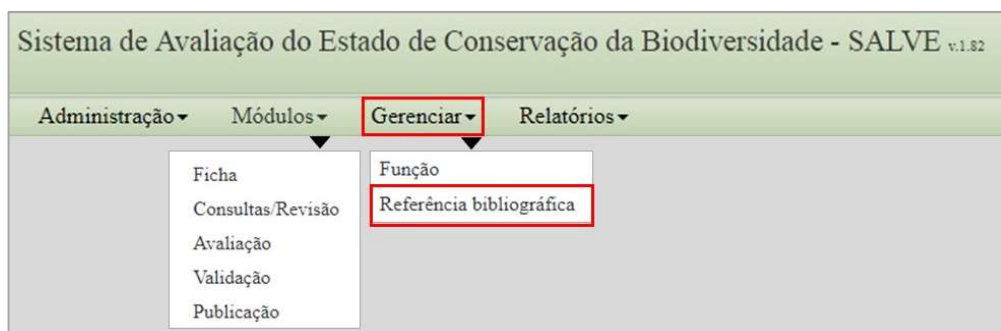 Sistema de Avaliação do Estado de Conservação da Biodiversidade - SALVE v.1.82
Administração Módulos Gerenciar Relatórios
Ficha
Consultas/Revisão
Avaliação
Validação
Publicação
Função
Referência bibliográfica